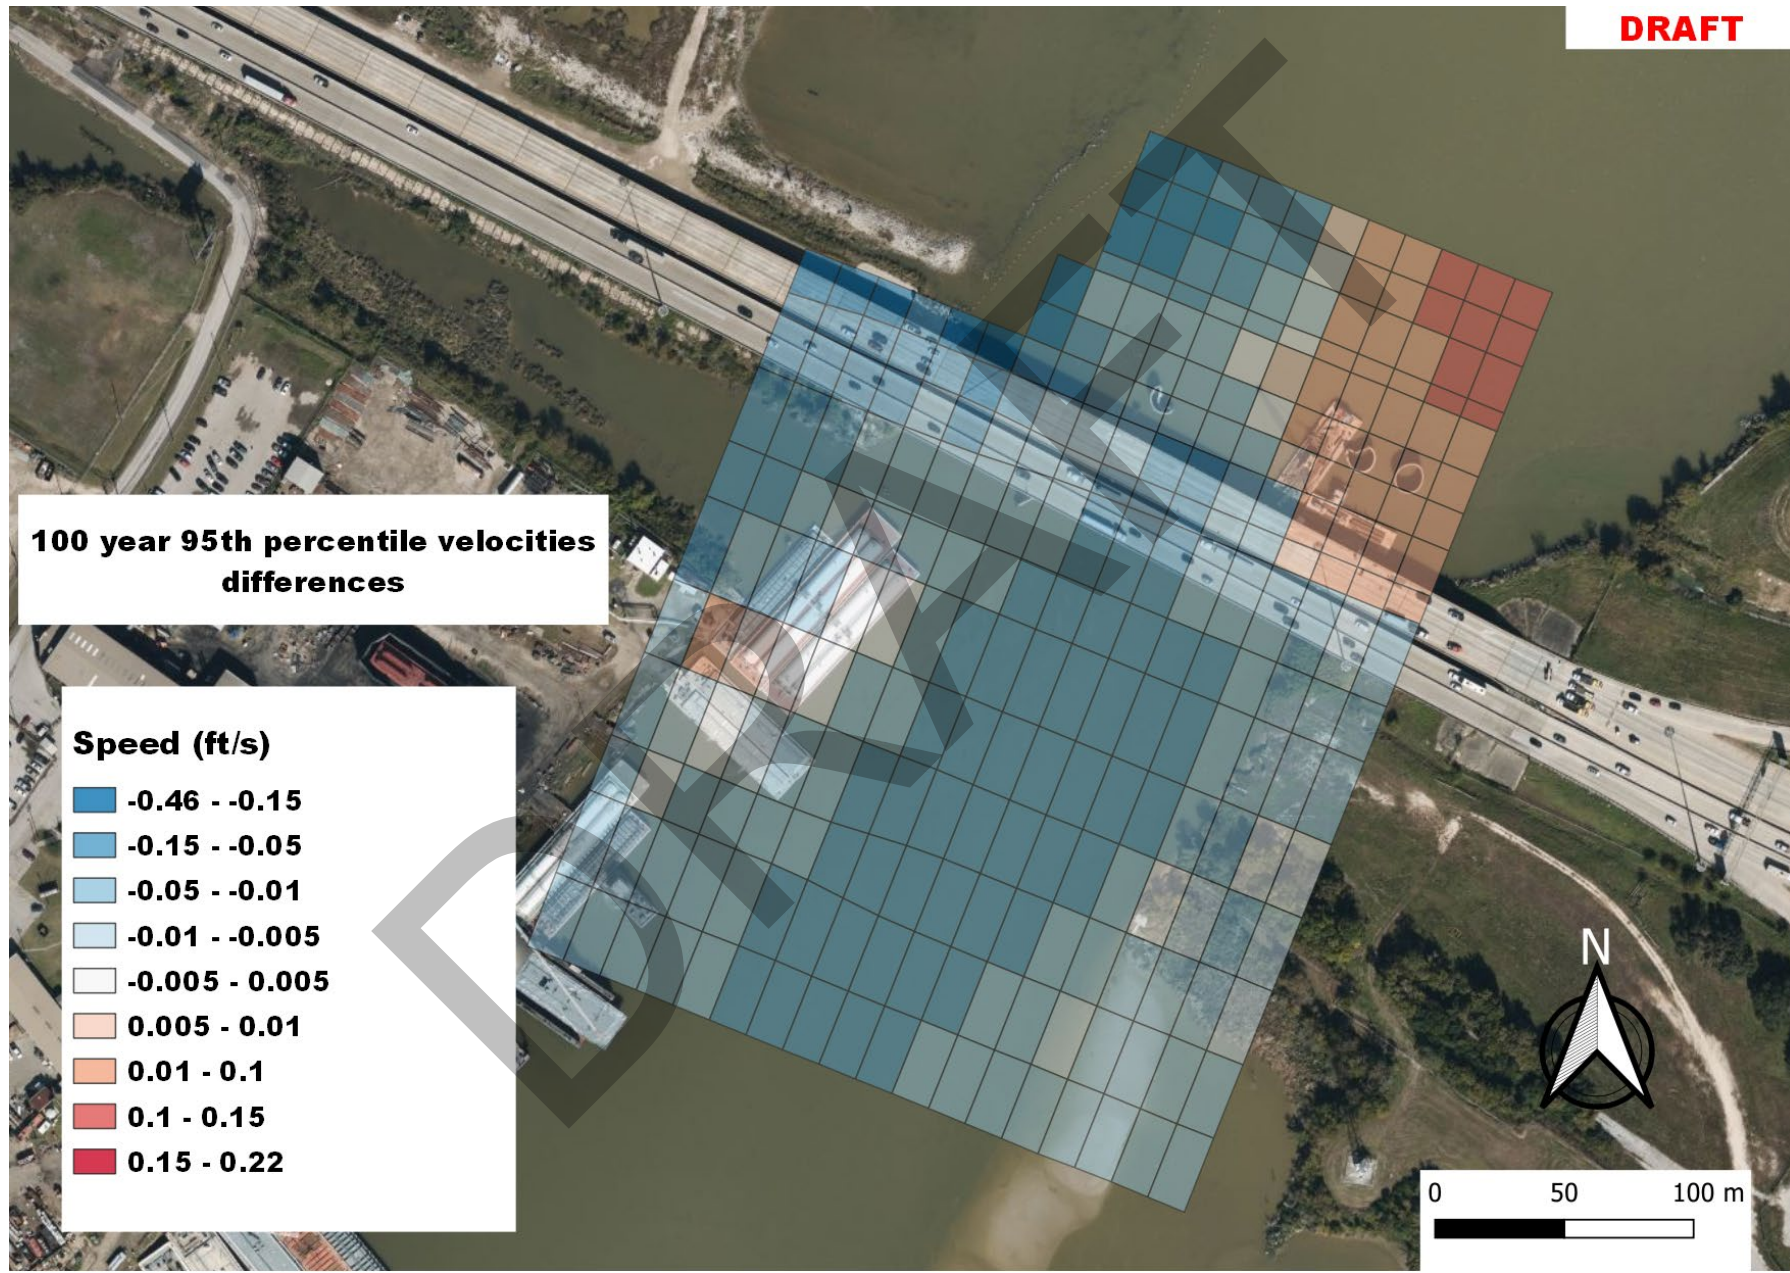 DRAFT
100 year 95th percentile velocities
differences
Speed (ft/s)
-0.46 - -0.15
-0.15 - -0.05
-0.05 - -0.01
-0.01 - -0.005
-0.005 - 0.005
0.005 - 0.01
0.01 - 0.1
0.1 - 0.15
0.15 - 0.22
DRAFT
N
0 50 100 m